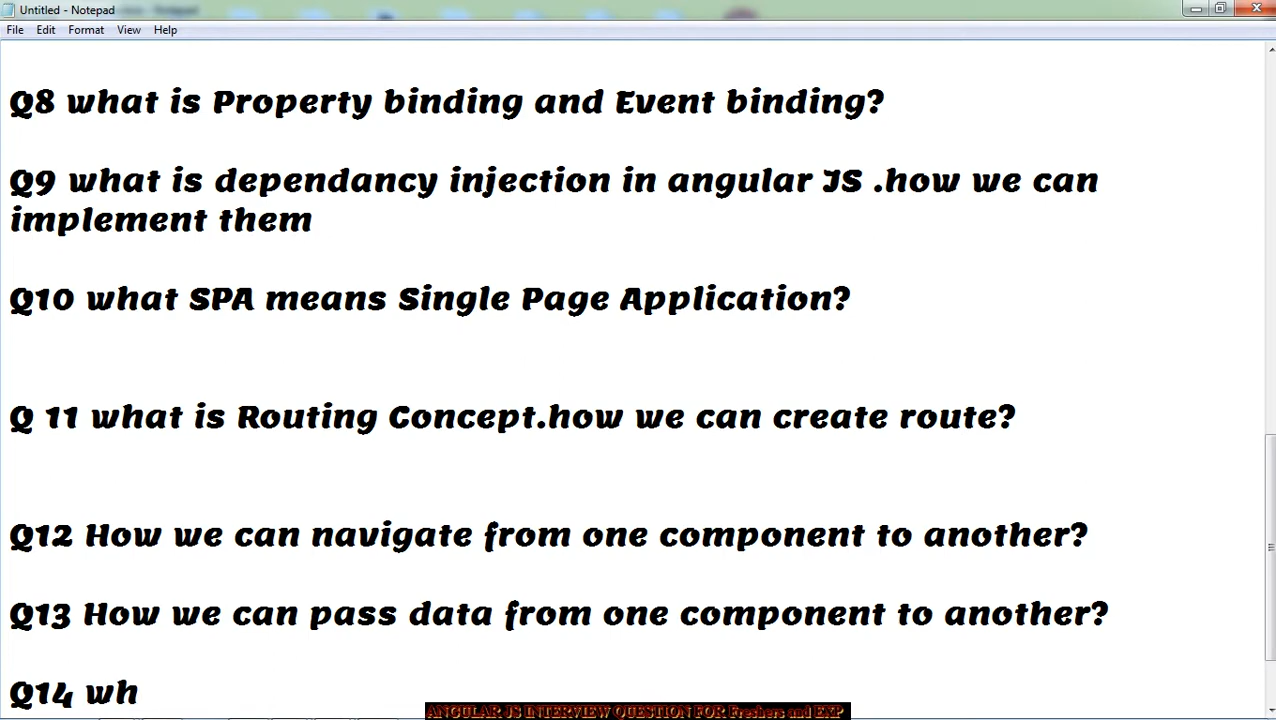 Untitled - Notepad
File Edit Format View Help
Q8 what is Property binding and Event binding?
Q9 what is dependancy injection in angular JS .how we can
implement them
Q10 what SPA means Single Page Application?
Q 11 what is Routing Concept.how we can create route?
Q12 How we can navigate from one component to another?
Q13 How we can pass data from one component to another?
Q14 wh
ANGULAR JS INTERVIEW QUESTION FOR Freshers and EXP